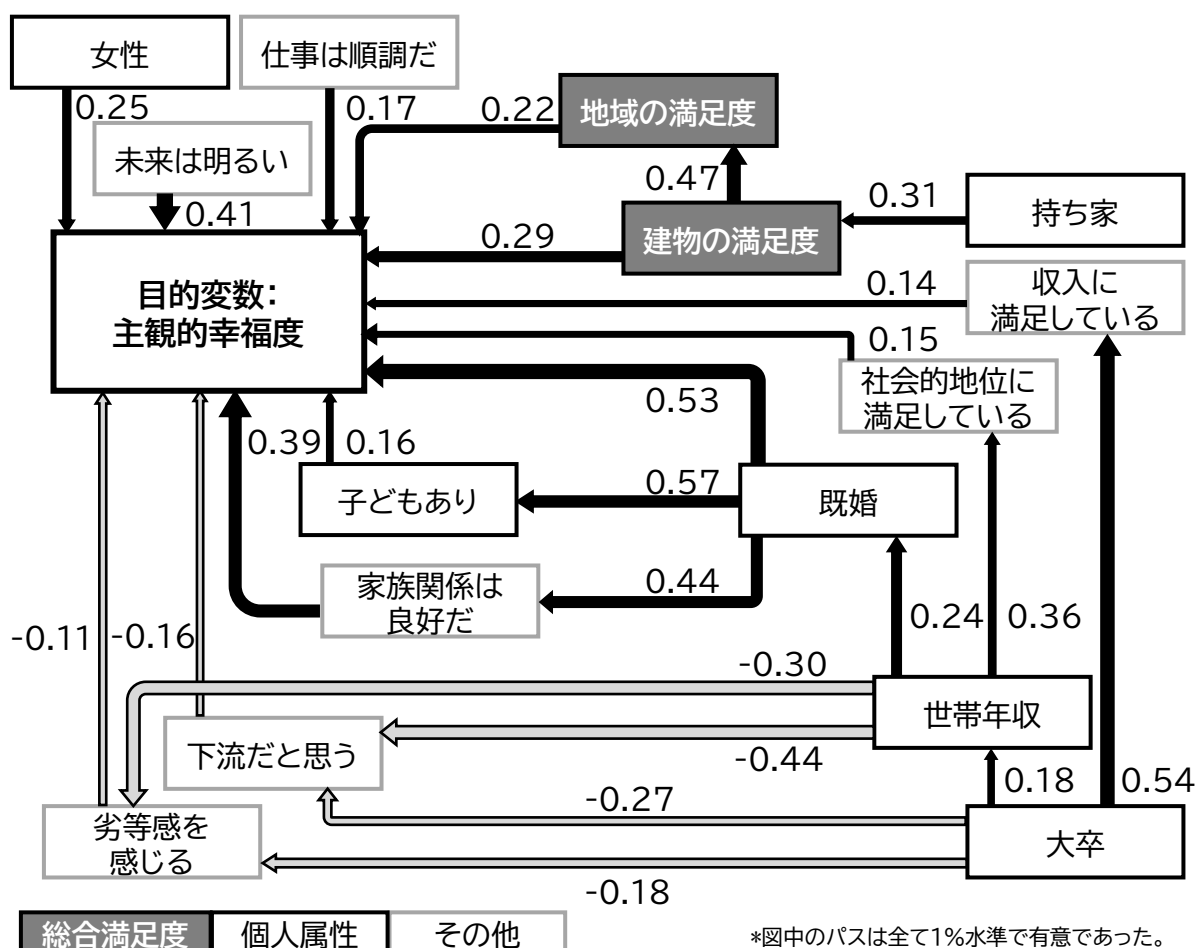 女性
仕事は順調だ
0.25
0.17
0.22
地域の満足度
未来は明るい
0.41
0.47
0.31
持ち家
0.29
建物の満足度
目的変数:
主観的幸福度
0.14
収入に
満足している
0.15
社会的地位に
満足している
0.53
0.39
0.16
子どもあり
0.57
既婚
家族関係は
良好だ
0.44
-0.11
-0.16
0.24
0.36
-0.30
世帯年収
下流だと思う
-0.44
0.18
0.54
-0.27
劣等感を
感じる
大卒
-0.18
総合満足度
個人属性
その他
*図中のパスは全て1%水準で有意であった。